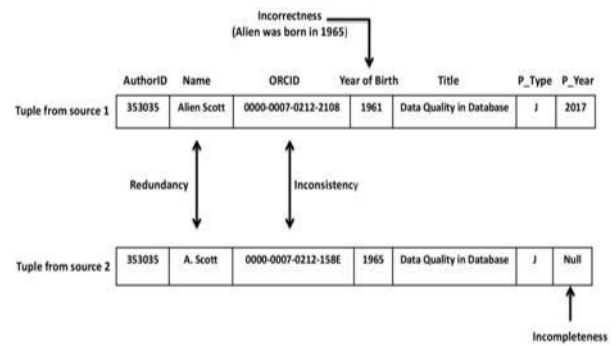 Incorrectness
(Alien was born in 1965)
AuthorID Name ORCID Year of Birth Title P_Type P_Year
Tuple from source 1 353035 Alien Scott 0000-0007-0212-2108 1961 Data Quality in Database J 2017
Redundancy Inconsistency
Tuple from source 2 353035 A. Scott 0000-0007-0212-158E 1965 Data Quality in Database J Null
Incompleteness